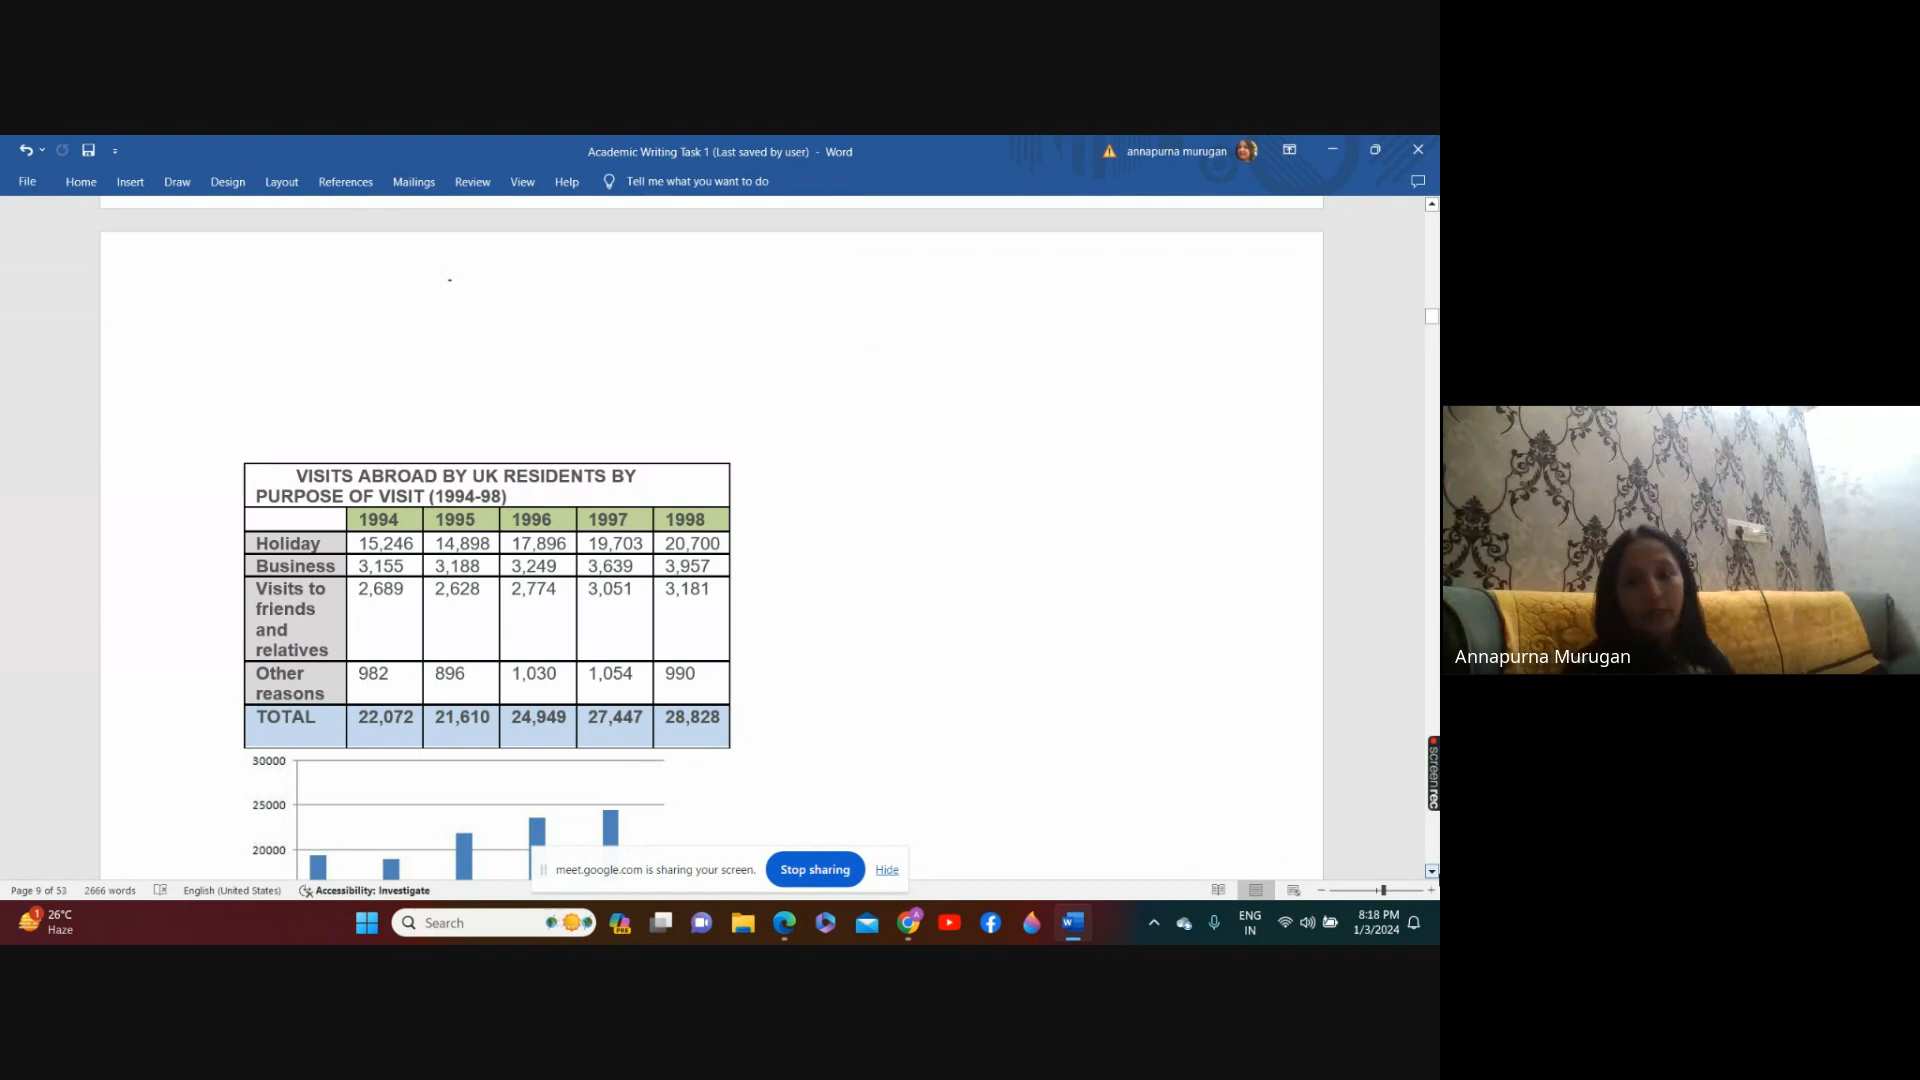 Academic Writing Task 1 (Last saved by user) - Word
annapurna murugan
File Home Insert Draw Design Layout References Mailings Review View Help Tell me what you want to do
VISITS ABROAD BY UK RESIDENTS BY
PURPOSE OF VISIT (1994-98)
1994 1995 1996 1997 1998
Holiday 15,246 14,898 17,896 19,703 20,700
Business 3,155 3,188 3,249 3,639 3,957
Visits to 2,689 2,628 2,774 3,051 3,181
friends
and
relatives
Other 982 896 1,030 1,054 990
reasons
TOTAL 22,072 21,610 24,949 27,447 28,828
30000
25000
20000
meet.google.com is sharing your screen. Stop sharing Hide
screenrec
Page 9 of 53 2666 words English (United States) Accessibility: Investigate
1
26°C
Haze
Search
PRE
A
W
ENG
IN
8:18 PM
1/3/2024
Annapurna Murugan